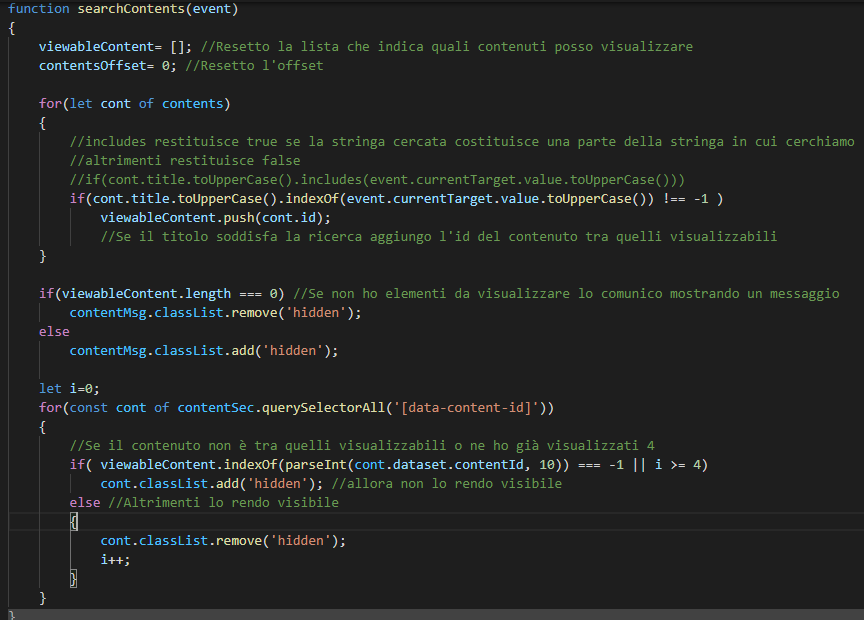 function searchContents(event)
{
    viewableContent= []; //Resetto la lista che indica quali contenuti posso visualizzare
    contentsOffset= 0; //Resetto l'offset

    for(let cont of contents)
    {
        //includes restituisce true se la stringa cercata costituisce una parte della stringa in cui cerchiamo
        //altrimenti restituisce false
        //if(cont.title.toUpperCase().includes(event.currentTarget.value.toUpperCase()))
        if(cont.title.toUpperCase().indexOf(event.currentTarget.value.toUpperCase()) !== -1 )
            viewableContent.push(cont.id);
            //Se il titolo soddisfa la ricerca aggiungo l'id del contenuto tra quelli visualizzabili
    }

    if(viewableContent.length === 0) //Se non ho elementi da visualizzare lo comunico mostrando un messaggio
        contentMsg.classList.remove('hidden');
    else
        contentMsg.classList.add('hidden');

    let i=0;
    for(const cont of contentSec.querySelectorAll('[data-content-id]'))
    {
        //Se il contenuto non è tra quelli visualizzabili o ne ho già visualizzati 4
        if( viewableContent.indexOf(parseInt(cont.dataset.contentId, 10)) === -1 || i >= 4)
            cont.classList.add('hidden'); //allora non lo rendo visibile
        else //Altrimenti lo rendo visibile
        {
            cont.classList.remove('hidden');
            i++;
        }
    }
}